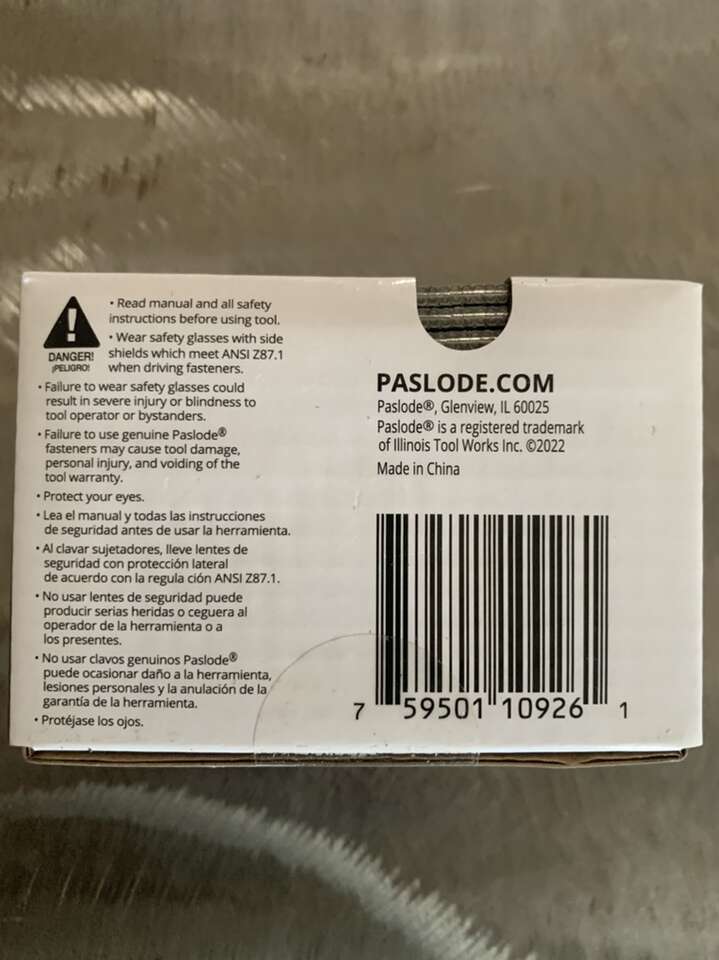 • Read manual and all safety
instructions before using tool.
• Wear safety glasses with side
shields which meet ANSI Z87.1
when driving fasteners.
DANGER!
¡PELIGRO!
• Failure to wear safety glasses could
result in severe injury or blindness to
tool operator or bystanders.
• Failure to use genuine Paslode®
fasteners may cause tool damage,
personal injury, and voiding of the
tool warranty.
• Protect your eyes.
• Lea el manual y todas las instrucciones
de seguridad antes de usar la herramienta.
• Al clavar sujetadores, lleve lentes de
seguridad con protección lateral
de acuerdo con la regula ción ANSI Z87.1.
• No usar lentes de seguridad puede
producir serias heridas o ceguera al
operador de la herramienta o a
los presentes.
• No usar clavos genuinos Paslode®
puede ocasionar daño a la herramienta,
lesiones personales y la anulación de la
garantía de la herramienta.
• Protéjase los ojos.
PASLODE.COM
Paslode®, Glenview, IL 60025
Paslode® is a registered trademark
of Illinois Tool Works Inc. ©2022
Made in China
7 59501 10926 1